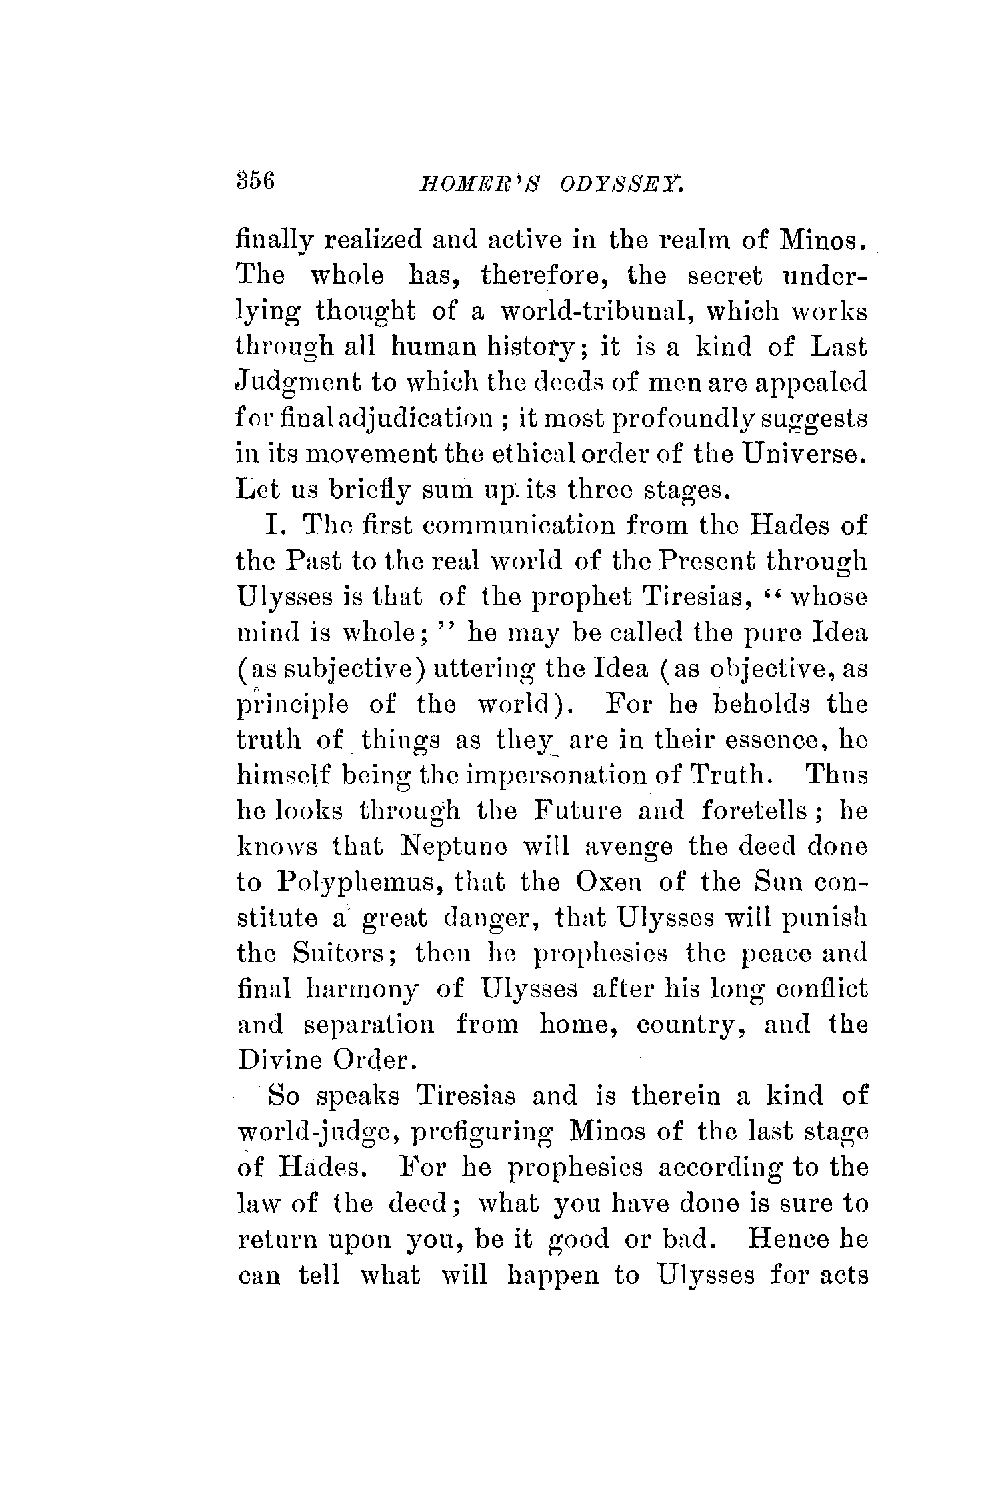 356 HOMER'S ODYSSEY.
finally realized and active in the realm of Minos.
The whole has, therefore, the secret under-
lying thought of a world-tribunal, which works
through all human history; it is a kind of Last
Judgment to which the deeds of men are appealed
for final adjudication ; it most profoundly suggests
in its movement the ethical order of the Universe.
Let us briefly sum up its three stages.
I. The first communication from the Hades of
the Past to the real world of the Present through
Ulysses is that of the prophet Tiresias, “ whose
mind is whole; ” he may be called the pure Idea
(as subjective) uttering the Idea (as objective, as
principle of the world). For he beholds the
truth of things as they are in their essence, he
himself being the impersonation of Truth. Thus
he looks through the Future and foretells ; he
knows that Neptune will avenge the deed done
to Polyphemus, that the Oxen of the Sun con-
stitute a great danger, that Ulysses will punish
the Suitors; then he prophesies the peace and
final harmony of Ulysses after his long conflict
and separation from home, country, and the
Divine Order.
So speaks Tiresias and is therein a kind of
world-judge, prefiguring Minos of the last stage
of Hades. For he prophesies according to the
law of the deed; what you have done is sure to
return upon you, be it good or bad. Hence he
can tell what will happen to Ulysses for acts